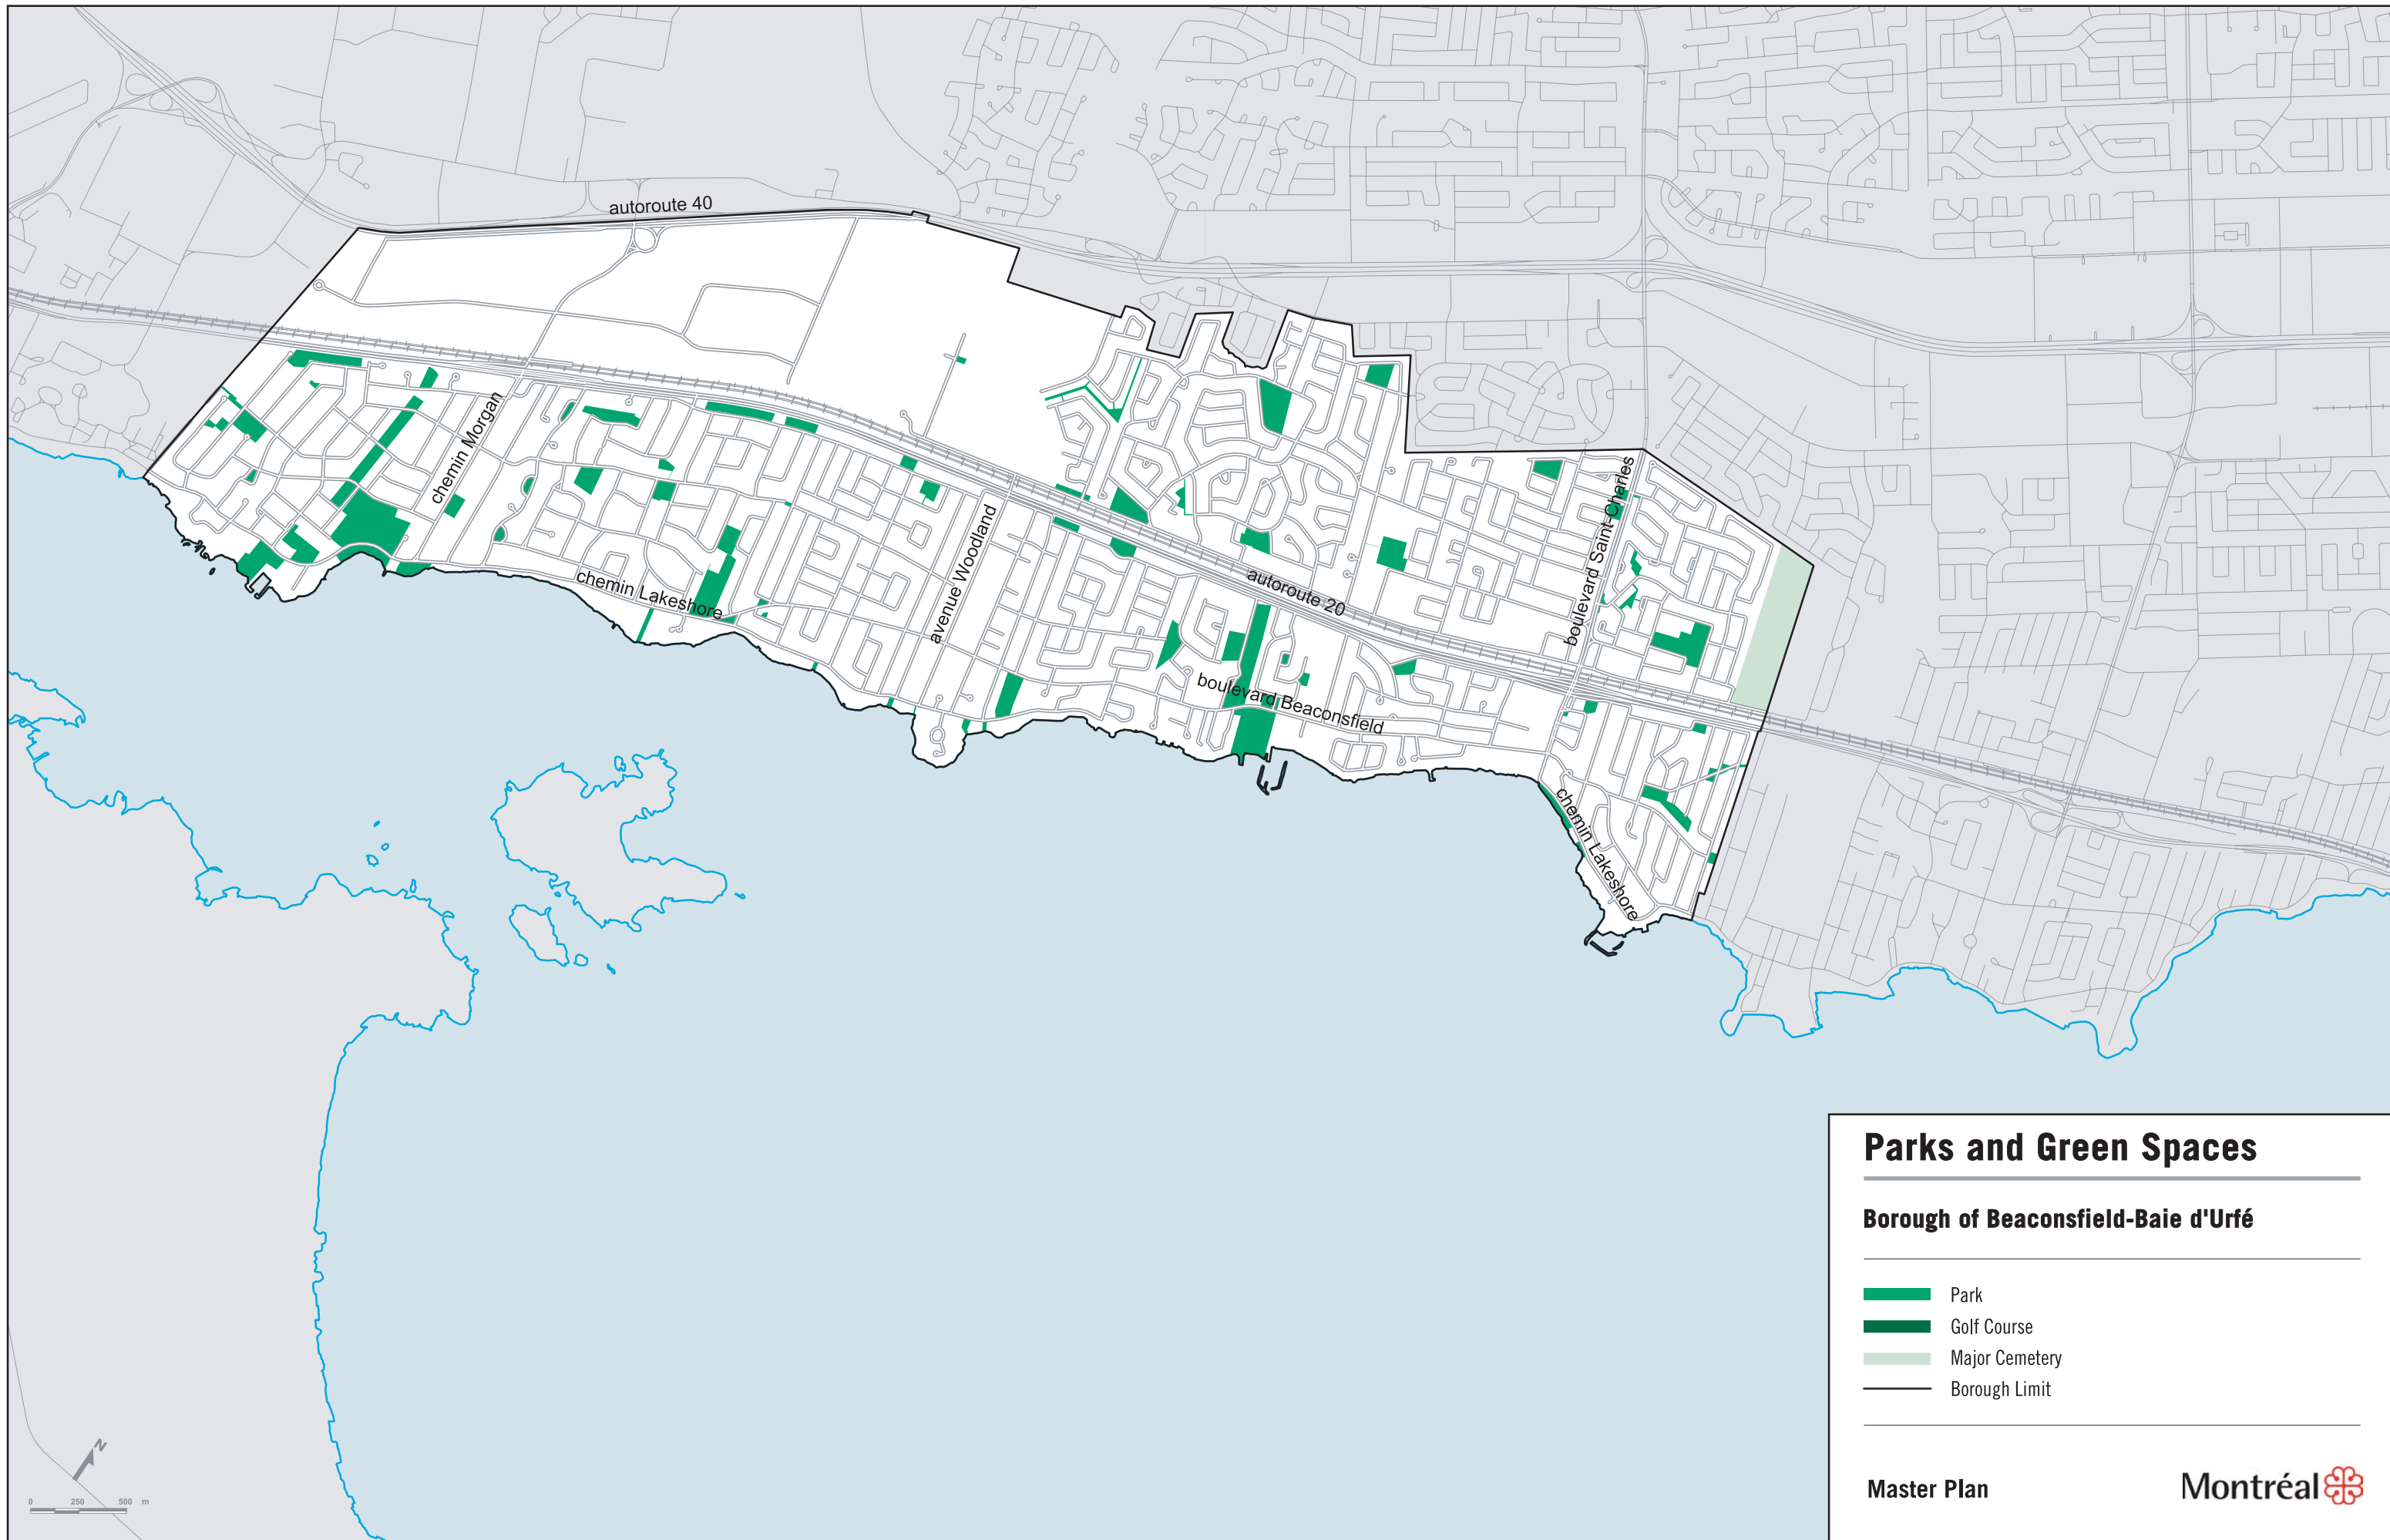 autoroute 40
chemin Morgan
boulevard Saint-Charles
avenue Woodland
chemin Lakeshore
autoroute 20
boulevard Beaconsfield
chemin Lakeshore
Parks and Green Spaces
Borough of Beaconsfield-Baie d'Urfé
Park
Golf Course
Major Cemetery
Borough Limit
N
0 250 500 m
Master Plan
Montréal